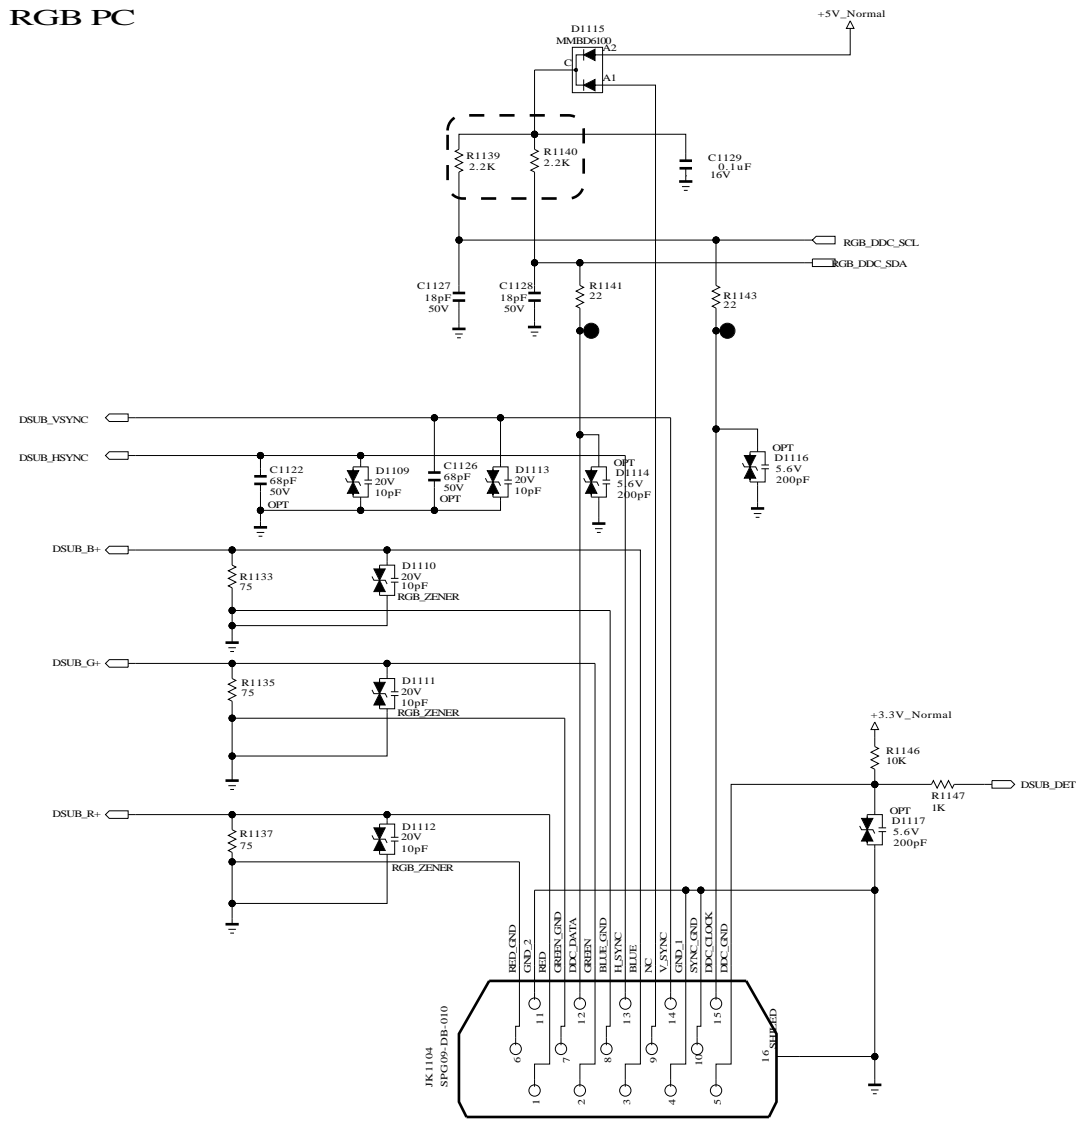 RGB PC
+5V_Normal
D1115
MMBD6100
A2
C
A1
R1139
2.2K
R1140
2.2K
C1129
0.1uF
16V
RGB_DDC_SCL
RGB_DDC_SDA
C1127
18pF
50V
C1128
18pF
50V
R1141
22
R1143
22
DSUB_VSYNC
DSUB_HSYNC
C1122
68pF
50V
OPT
D1109
20V
10pF
C1126
68pF
50V
OPT
D1113
20V
10pF
OPT
D1114
5.6V
200pF
OPT
D1116
5.6V
200pF
DSUB_B+
R1133
75
D1110
20V
10pF
RGB_ZENER
DSUB_G+
R1135
75
D1111
20V
10pF
RGB_ZENER
+3.3V_Normal
R1146
10K
R1147
1K
DSUB_DET
DSUB_R+
R1137
75
D1112
20V
10pF
RGB_ZENER
OPT
D1117
5.6V
200pF
RED_GND
GND_2
RED
GREEN_GND
DDC_DATA
GREEN
BLUE_GND
H_SYNC
BLUE
NC
V_SYNC
GND_1
SYNC_GND
DDC_CLOCK
DDC_GND
JK1104
SPG09-DB-010
11
12
13
14
15
6
7
8
9
10
16
SHILED
1
2
3
4
5